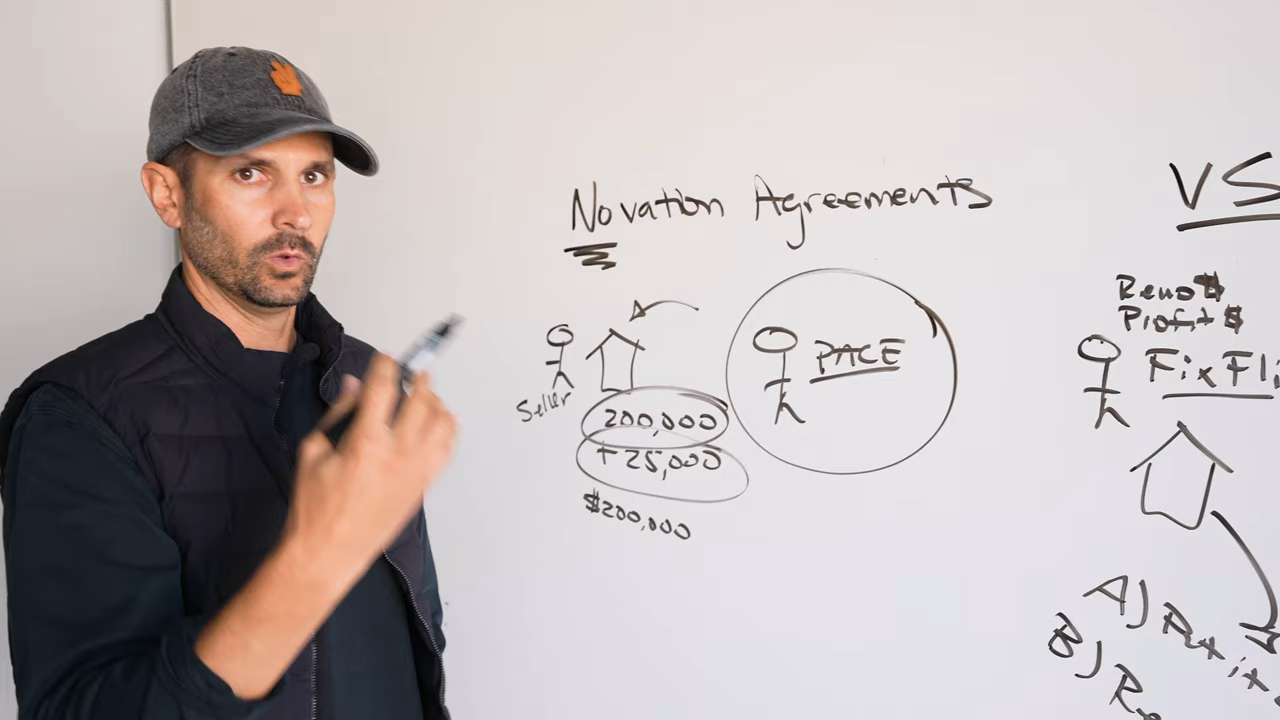 Novation Agreements
Seller
200,000
+ 25,000
$200,000
PACE
VS
Reno $
Profit $
Fix Fli
A)
B)